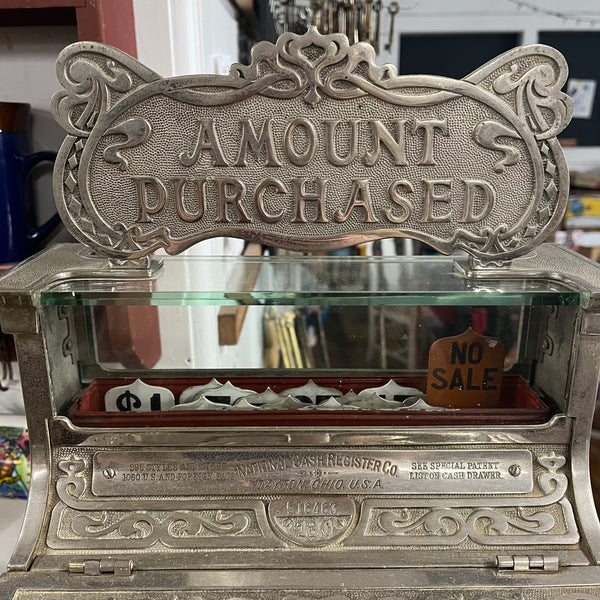 AMOUNT
PURCHASED
NO
SALE
$1
NATIONAL CASH REGISTER CO.
DAYTON, OHIO, U.S.A.
SEE SPECIAL PATENT
LIST ON CASH DRAWER.